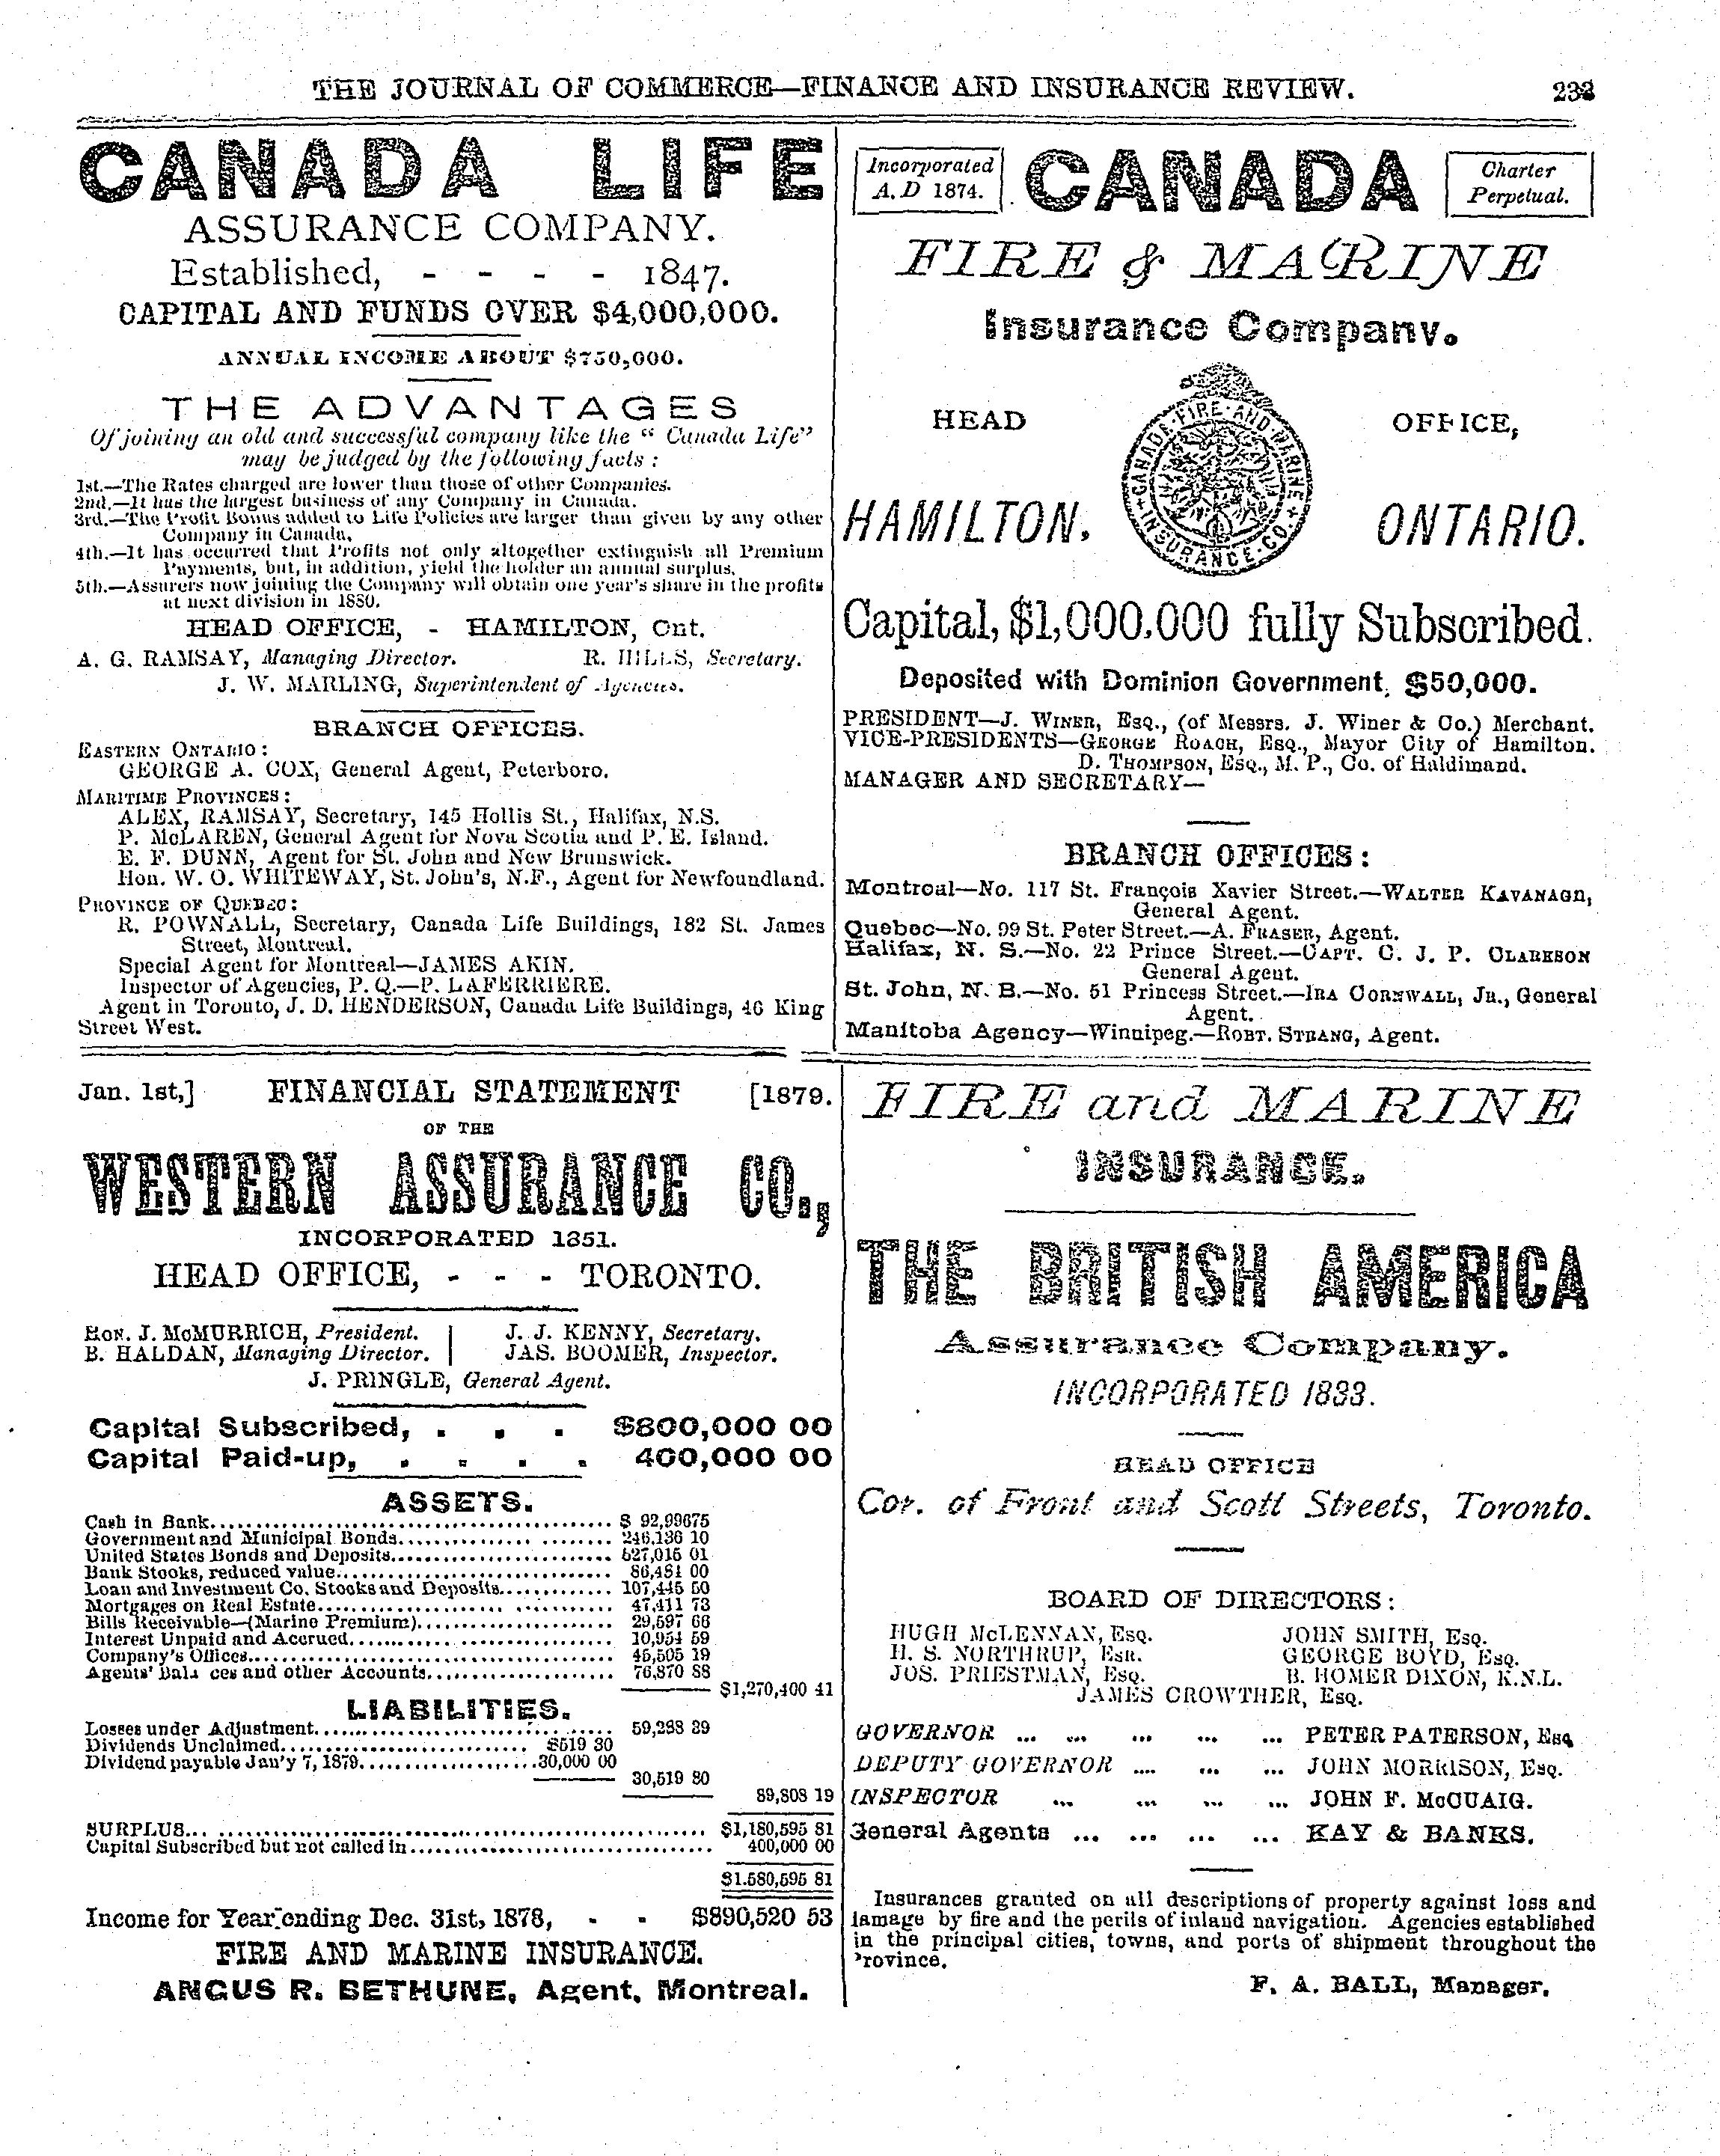 THE JOURNAL OF COMMERCE—FINANCE AND INSURANCE REVIEW.
CANADA LIFE
ASSURANCE COMPANY.
Established, - - - - 1847.
CAPITAL AND FUNDS OVER $4,000,000.
ANNUAL INCOME ABOUT $750,000.
THE ADVANTAGES
Of joining an old and successful company like the "Canada Life"
may be judged by the following facts :
1st.—The Rates charged are lower than those of other Companies.
2nd.—It has the largest business of any Company in Canada.
3rd.—The Profit Bonus added to Life Policies are larger than given by any other
Company in Canada.
4th.—It has occurred that Profits not only altogether extinguish all Premium
Payments, but, in addition, yield the holder an annual surplus.
5th.—Assurers now joining the Company will obtain one year's share in the profits
at next division in 1880.
HEAD OFFICE, - HAMILTON, Ont.
A. G. RAMSAY, Managing Director. R. HILLS, Secretary.
J. W. MARLING, Superintendent of Agencies.
BRANCH OFFICES.
EASTERN ONTARIO :
GEORGE A. COX, General Agent, Peterboro.
MARITIME PROVINCES :
ALEX, RAMSAY, Secretary, 145 Hollis St., Halifax, N.S.
P. McLAREN, General Agent for Nova Scotia and P. E. Island.
E. F. DUNN, Agent for St. John and New Brunswick.
Hon. W. O. WHITEWAY, St. John's, N.F., Agent for Newfoundland.
PROVINCE OF QUEBEC :
R. POWNALL, Secretary, Canada Life Buildings, 182 St. James
Street, Montreal.
Special Agent for Montreal—JAMES AKIN.
Inspector of Agencies, P. Q.—P. LAFERRIERE.
Agent in Toronto, J. D. HENDERSON, Canada Life Buildings, 46 King
Street West.
Incorporated
A.D 1874.
CANADA
Charter
Perpetual.
FIRE & MARINE
Insurance Company.
HEAD OFFICE,
CANADA·FIRE·AND·MARINE
INSURANCE·CO.
HAMILTON, ONTARIO.
Capital, $1,000,000 fully Subscribed.
Deposited with Dominion Government, $50,000.
PRESIDENT—J. WINER, ESQ., (of Messrs. J. Winer & Co.) Merchant.
VICE-PRESIDENTS—GEORGE ROACH, ESQ., Mayor City of Hamilton.
D. THOMPSON, ESQ., M. P., Co. of Haldimand.
MANAGER AND SECRETARY—
BRANCH OFFICES :
Montreal—No. 117 St. François Xavier Street.—WALTER KAVANAGH,
General Agent.
Quebec—No. 99 St. Peter Street.—A. FRASER, Agent.
Halifax, N. S.—No. 22 Prince Street.—CAPT. C. J. P. CLARKSON
General Agent.
St. John, N. B.—No. 51 Princess Street.—IRA CORNWALL, JR., General
Agent.
Manitoba Agency—Winnipeg.—ROBT. STRANG, Agent.
Jan. 1st,] FINANCIAL STATEMENT [1879.
OF THE
WESTERN ASSURANCE CO.,
INCORPORATED 1851.
HEAD OFFICE, - - - TORONTO.
HON. J. McMURRICH, President. J. J. KENNY, Secretary.
B. HALDAN, Managing Director. JAS. BOOMER, Inspector.
J. PRINGLE, General Agent.
Capital Subscribed, . . . $800,000 00
Capital Paid-up, . . . . 400,000 00
ASSETS.
Cash in Bank........ $ 92,99675
Government and Municipal Bonds........ 246,136 10
United States Bonds and Deposits........ 527,015 01
Bank Stocks, reduced value........ 86,481 00
Loan and Investment Co. Stocks and Deposits........ 107,445 50
Mortgages on Real Estate........ 47,411 73
Bills Receivable—(Marine Premium)........ 29,597 66
Interest Unpaid and Accrued........ 10,954 59
Company's Offices........ 45,505 19
Agents' Bala ces and other Accounts........ 76,870 88
$1,270,400 41
LIABILITIES.
Losses under Adjustment........ 59,288 39
Dividends Unclaimed........ $519 80
Dividend payable Jan'y 7, 1879........30,000 00
30,519 80
89,808 19
SURPLUS........ $1,180,595 81
Capital Subscribed but not called in........ 400,000 00
$1.580,595 81
Income for Year ending Dec. 31st, 1878, - - $890,520 53
FIRE AND MARINE INSURANCE.
ANGUS R. BETHUNE, Agent, Montreal.
FIRE and MARINE
INSURANCE.
THE BRITISH AMERICA
Assurance Company.
INCORPORATED 1833.
HEAD OFFICE
Cor. of Front and Scott Streets, Toronto.
BOARD OF DIRECTORS :
HUGH McLENNAN, Esq. JOHN SMITH, Esq.
H. S. NORTHRUP, Esq. GEORGE BOYD, Esq.
JOS. PRIESTMAN, Esq. B. HOMER DIXON, K.N.L.
JAMES CROWTHER, Esq.
GOVERNOR ... ... ... ... ... PETER PATERSON, Esq
DEPUTY GOVERNOR .... ... ... JOHN MORRISON, Esq.
INSPECTOR ... ... ... ... JOHN F. McCUAIG.
General Agents ... ... ... ... KAY & BANKS.
Insurances granted on all descriptions of property against loss and
lamage by fire and the perils of inland navigation. Agencies established
in the principal cities, towns, and ports of shipment throughout the
'rovince.
F. A. BALL, Manager.